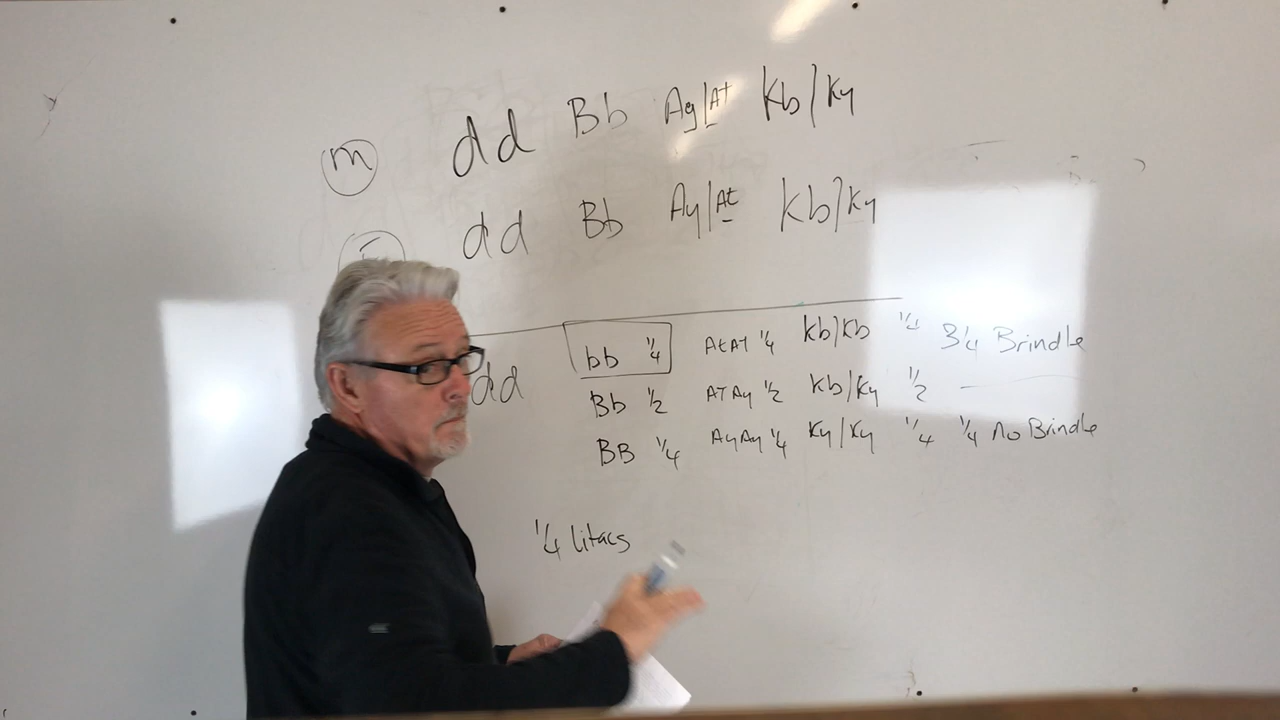 m dd Bb Ay|At Kb/Ky
dd Bb Ay|At Kb/Ky
dd bb 1/4 AtAT 1/4 Kb/Kb 1/4 3/4 Brindle
Bb 1/2 ATAy 1/2 Kb/Ky 1/2
BB 1/4 AyAy 1/4 Ky/Ky 1/4 1/4 no Brindle
1/4 lilacs